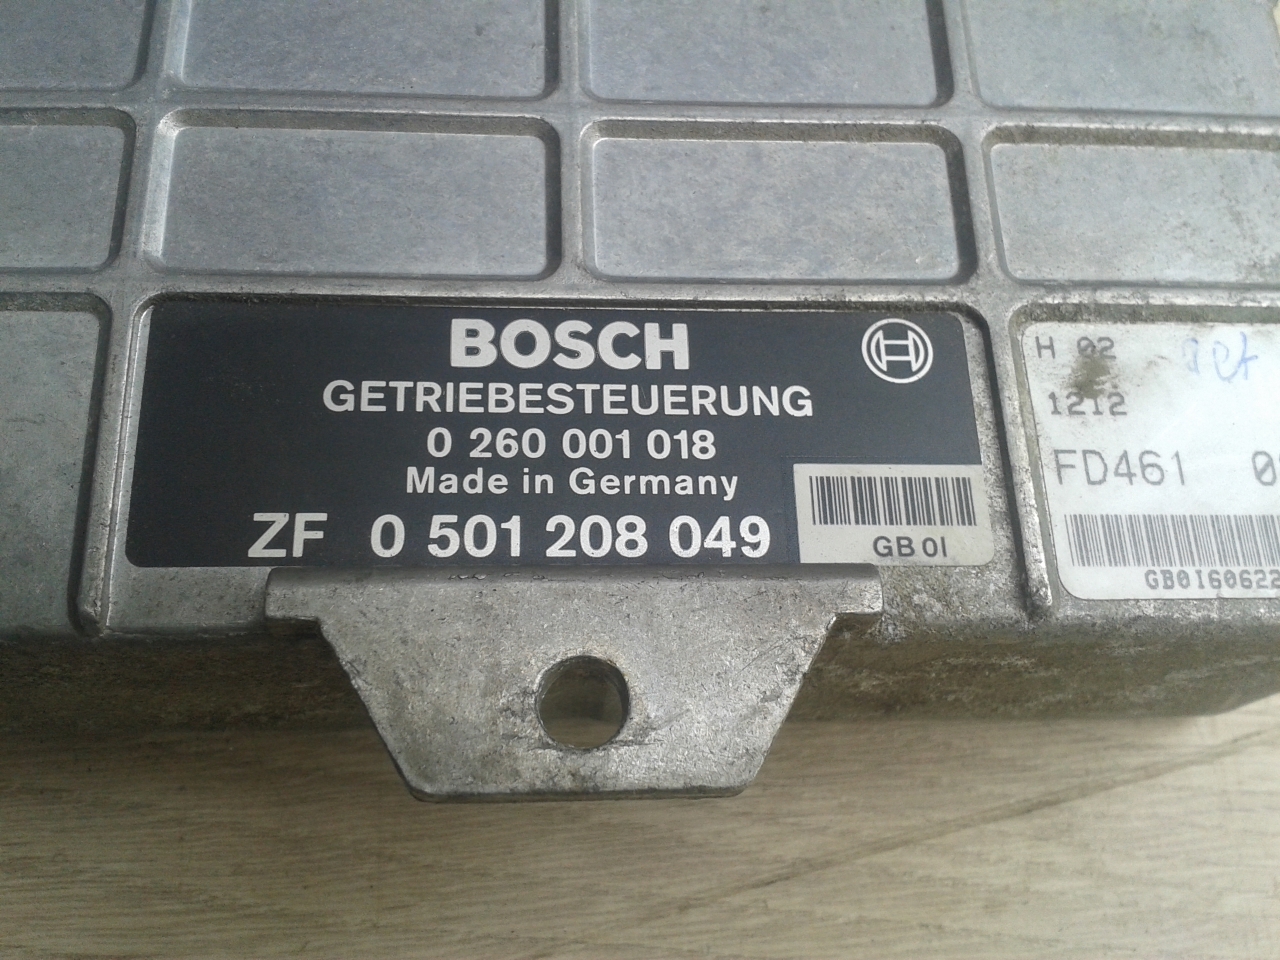 BOSCH
GETRIEBESTEUERUNG
0 260 001 018
Made in Germany
ZF 0 501 208 049
GB 01
H 02
1212
FD461
GB0160622